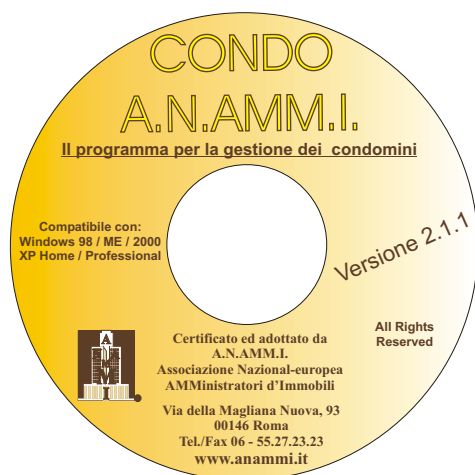 CONDO
A.N.AMM.I.
Il programma per la gestione dei condomini
Compatibile con:
Windows 98 / ME / 2000
XP Home / Professional
Versione 2.1.1
All Rights
Reserved
A
N
A
M
M
I
Certificato ed adottato da
A.N.AMM.I.
Associazione Nazional-europea
AMMinistratori d'Immobili
Via della Magliana Nuova, 93
00146 Roma
Tel./Fax 06 - 55.27.23.23
www.anammi.it